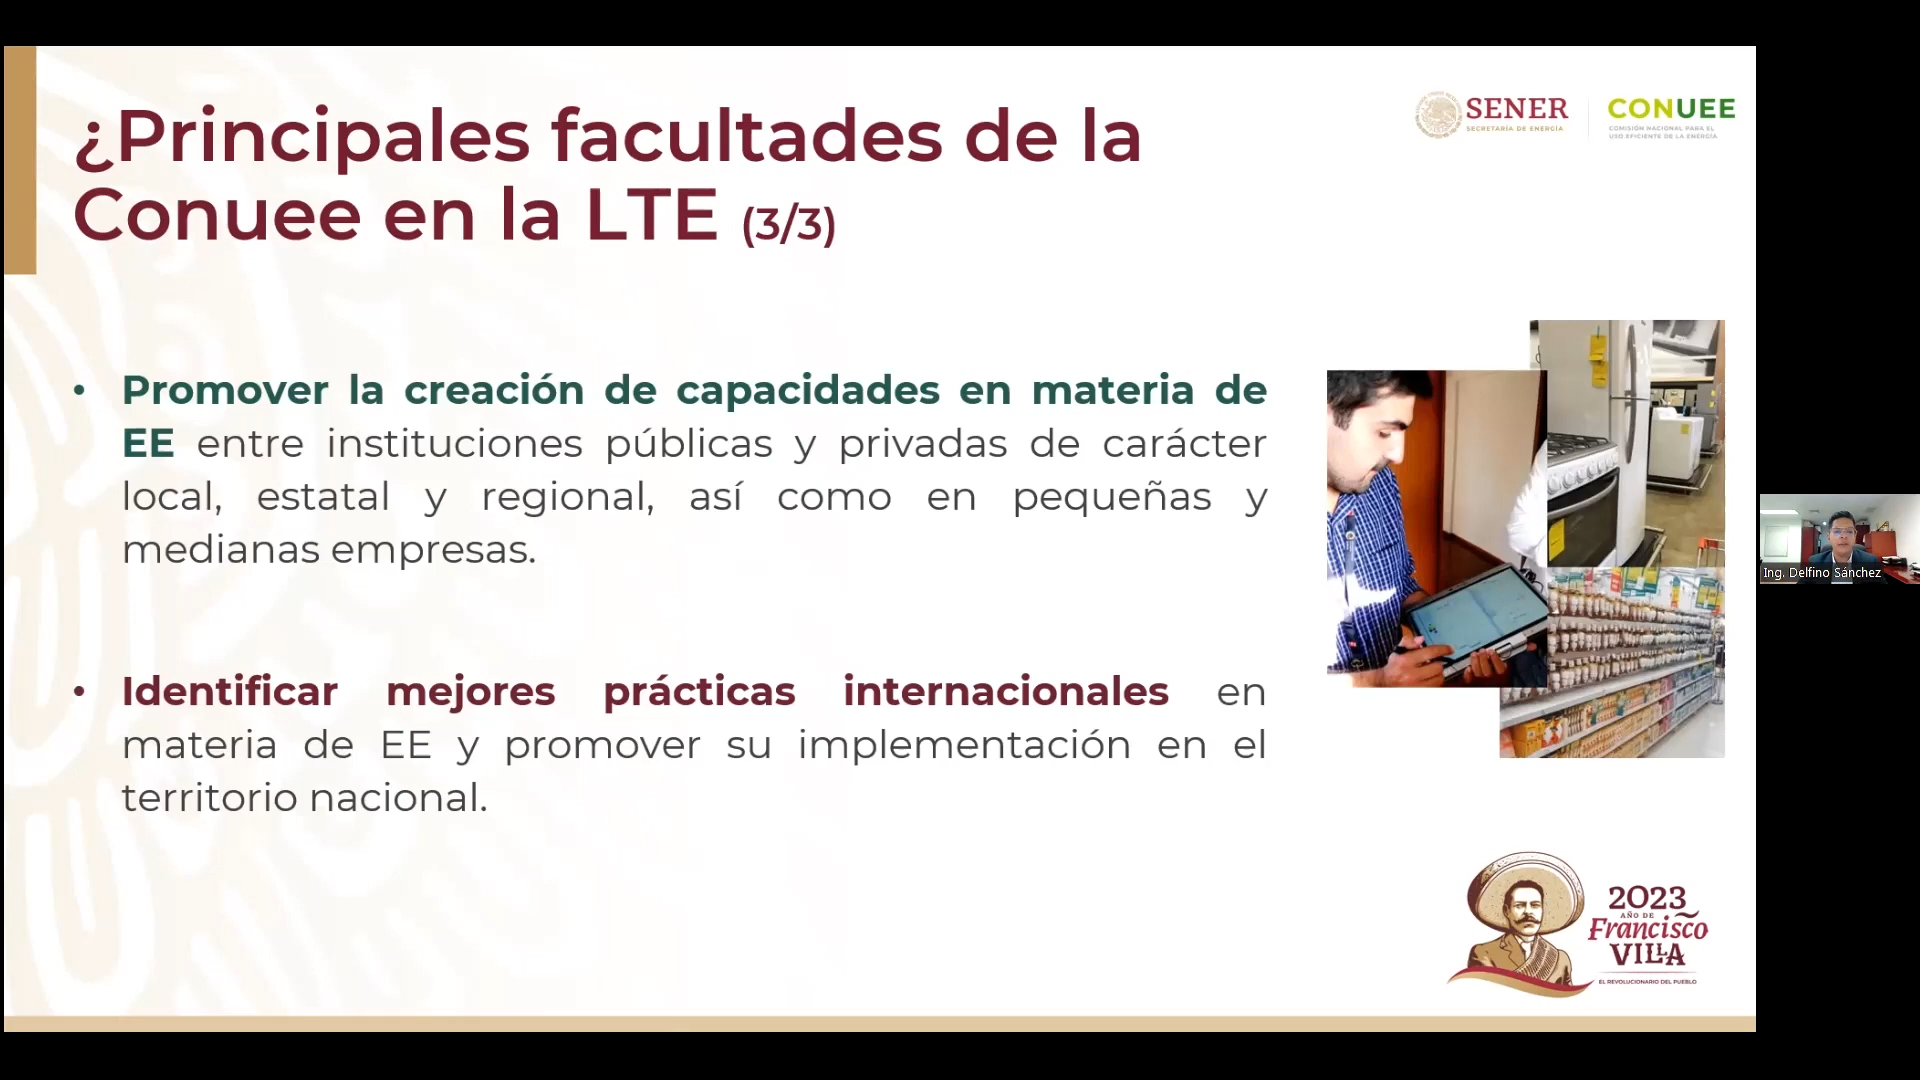 ¿Principales facultades de la
Conuee en la LTE (3/3)
SENER
SECRETARÍA DE ENERGÍA
CONUEE
COMISIÓN NACIONAL PARA EL
USO EFICIENTE DE LA ENERGÍA
• Promover la creación de capacidades en materia de
EE entre instituciones públicas y privadas de carácter
local, estatal y regional, así como en pequeñas y
medianas empresas.
• Identificar mejores prácticas internacionales en
materia de EE y promover su implementación en el
territorio nacional.
Ing. Delfino Sánchez
2023
AÑO DE
Francisco
VILLA
EL REVOLUCIONARIO DEL PUEBLO